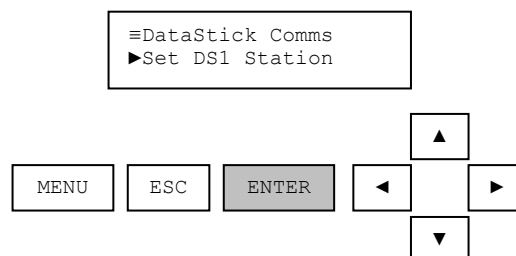 ≡DataStick Comms
►Set DS1 Station
▲
MENU ESC ENTER ◄ ►
▼